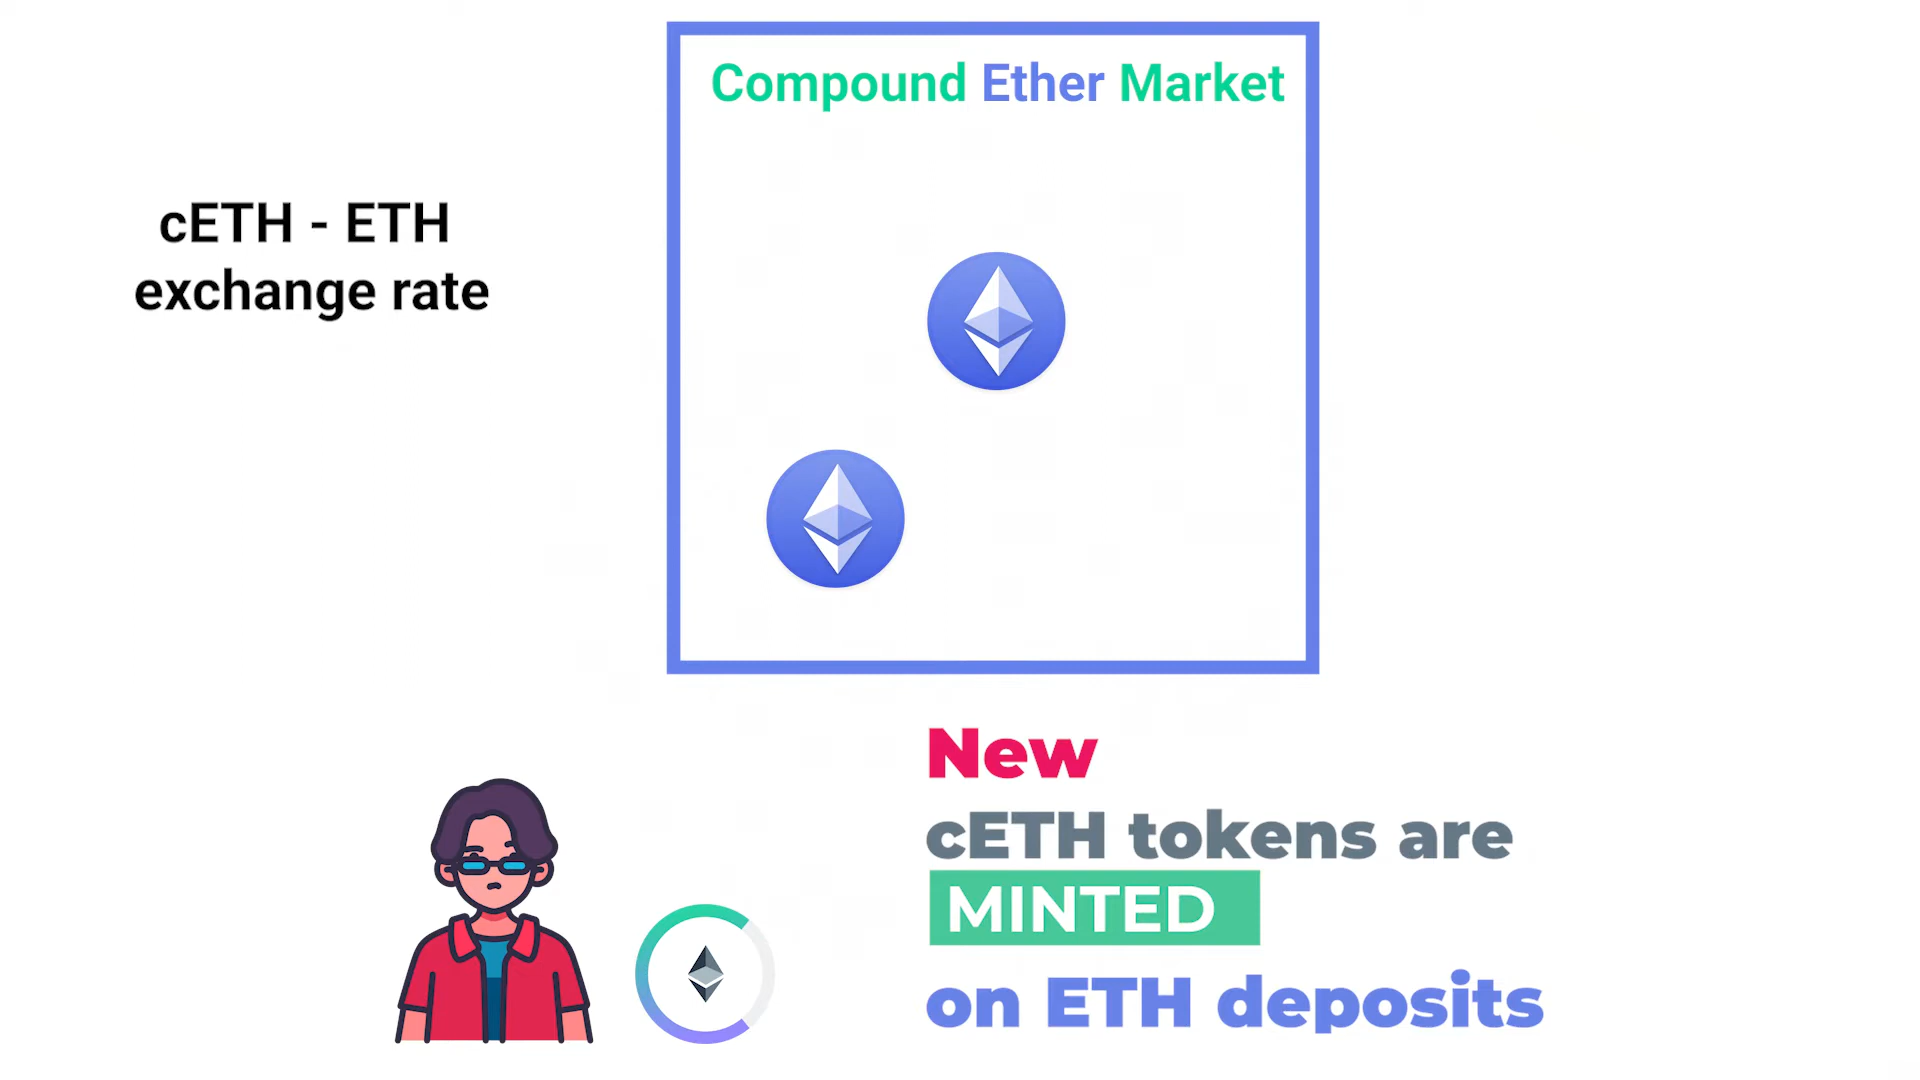 Compound Ether Market
cETH - ETH
exchange rate
New
cETH tokens are
MINTED
on ETH deposits